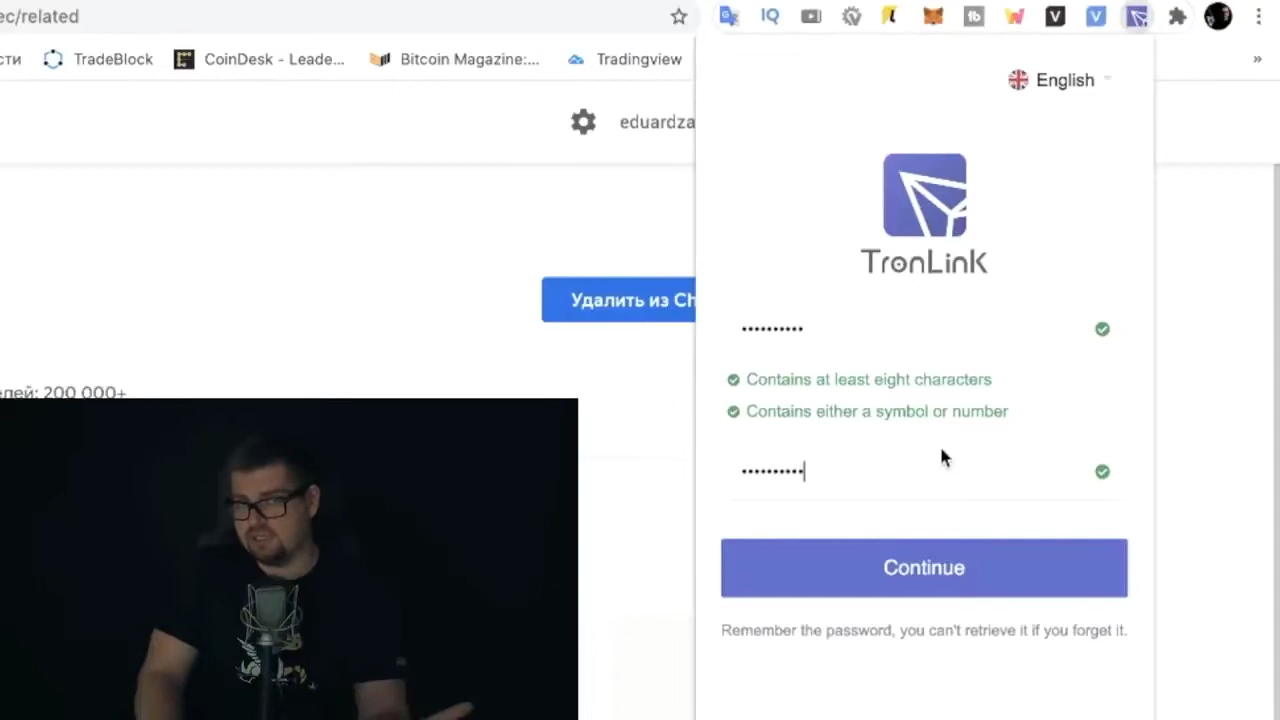 ec/related
IQ
tb
сти
TradeBlock
CoinDesk - Leade...
Bitcoin Magazine:...
Tradingview
»
English
eduardza
TronLink
Удалить из Ch
••••••••••
Contains at least eight characters
елей: 200 000+
Contains either a symbol or number
••••••••••
Continue
Remember the password, you can't retrieve it if you forget it.